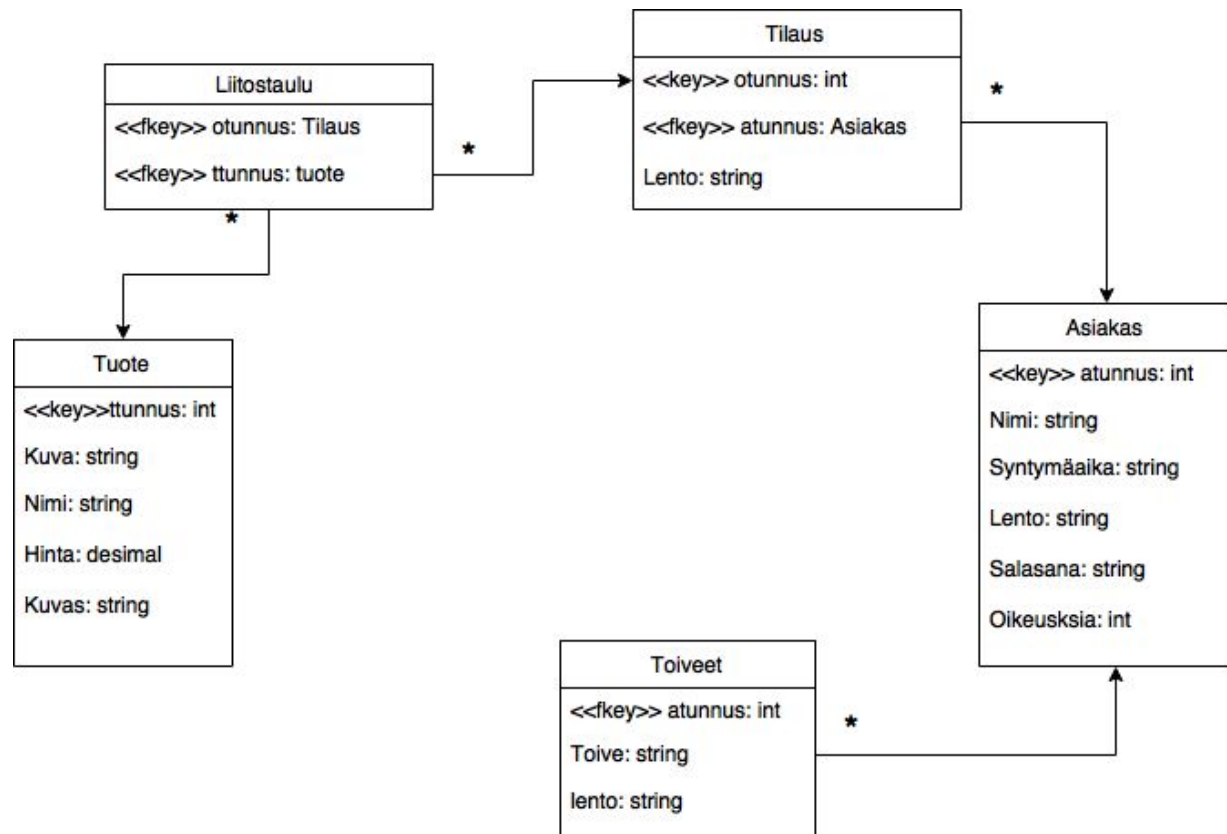 Liitostaulu
<<fkey>> otunnus: Tilaus
<<fkey>> ttunnus: tuote
*
*
Tilaus
<<key>> otunnus: int
<<fkey>> atunnus: Asiakas
Lento: string
*
Tuote
<<key>>ttunnus: int
Kuva: string
Nimi: string
Hinta: desimal
Kuvas: string
Asiakas
<<key>> atunnus: int
Nimi: string
Syntymäaika: string
Lento: string
Salasana: string
Oikeusksia: int
Toiveet
<<fkey>> atunnus: int
Toive: string
lento: string
*